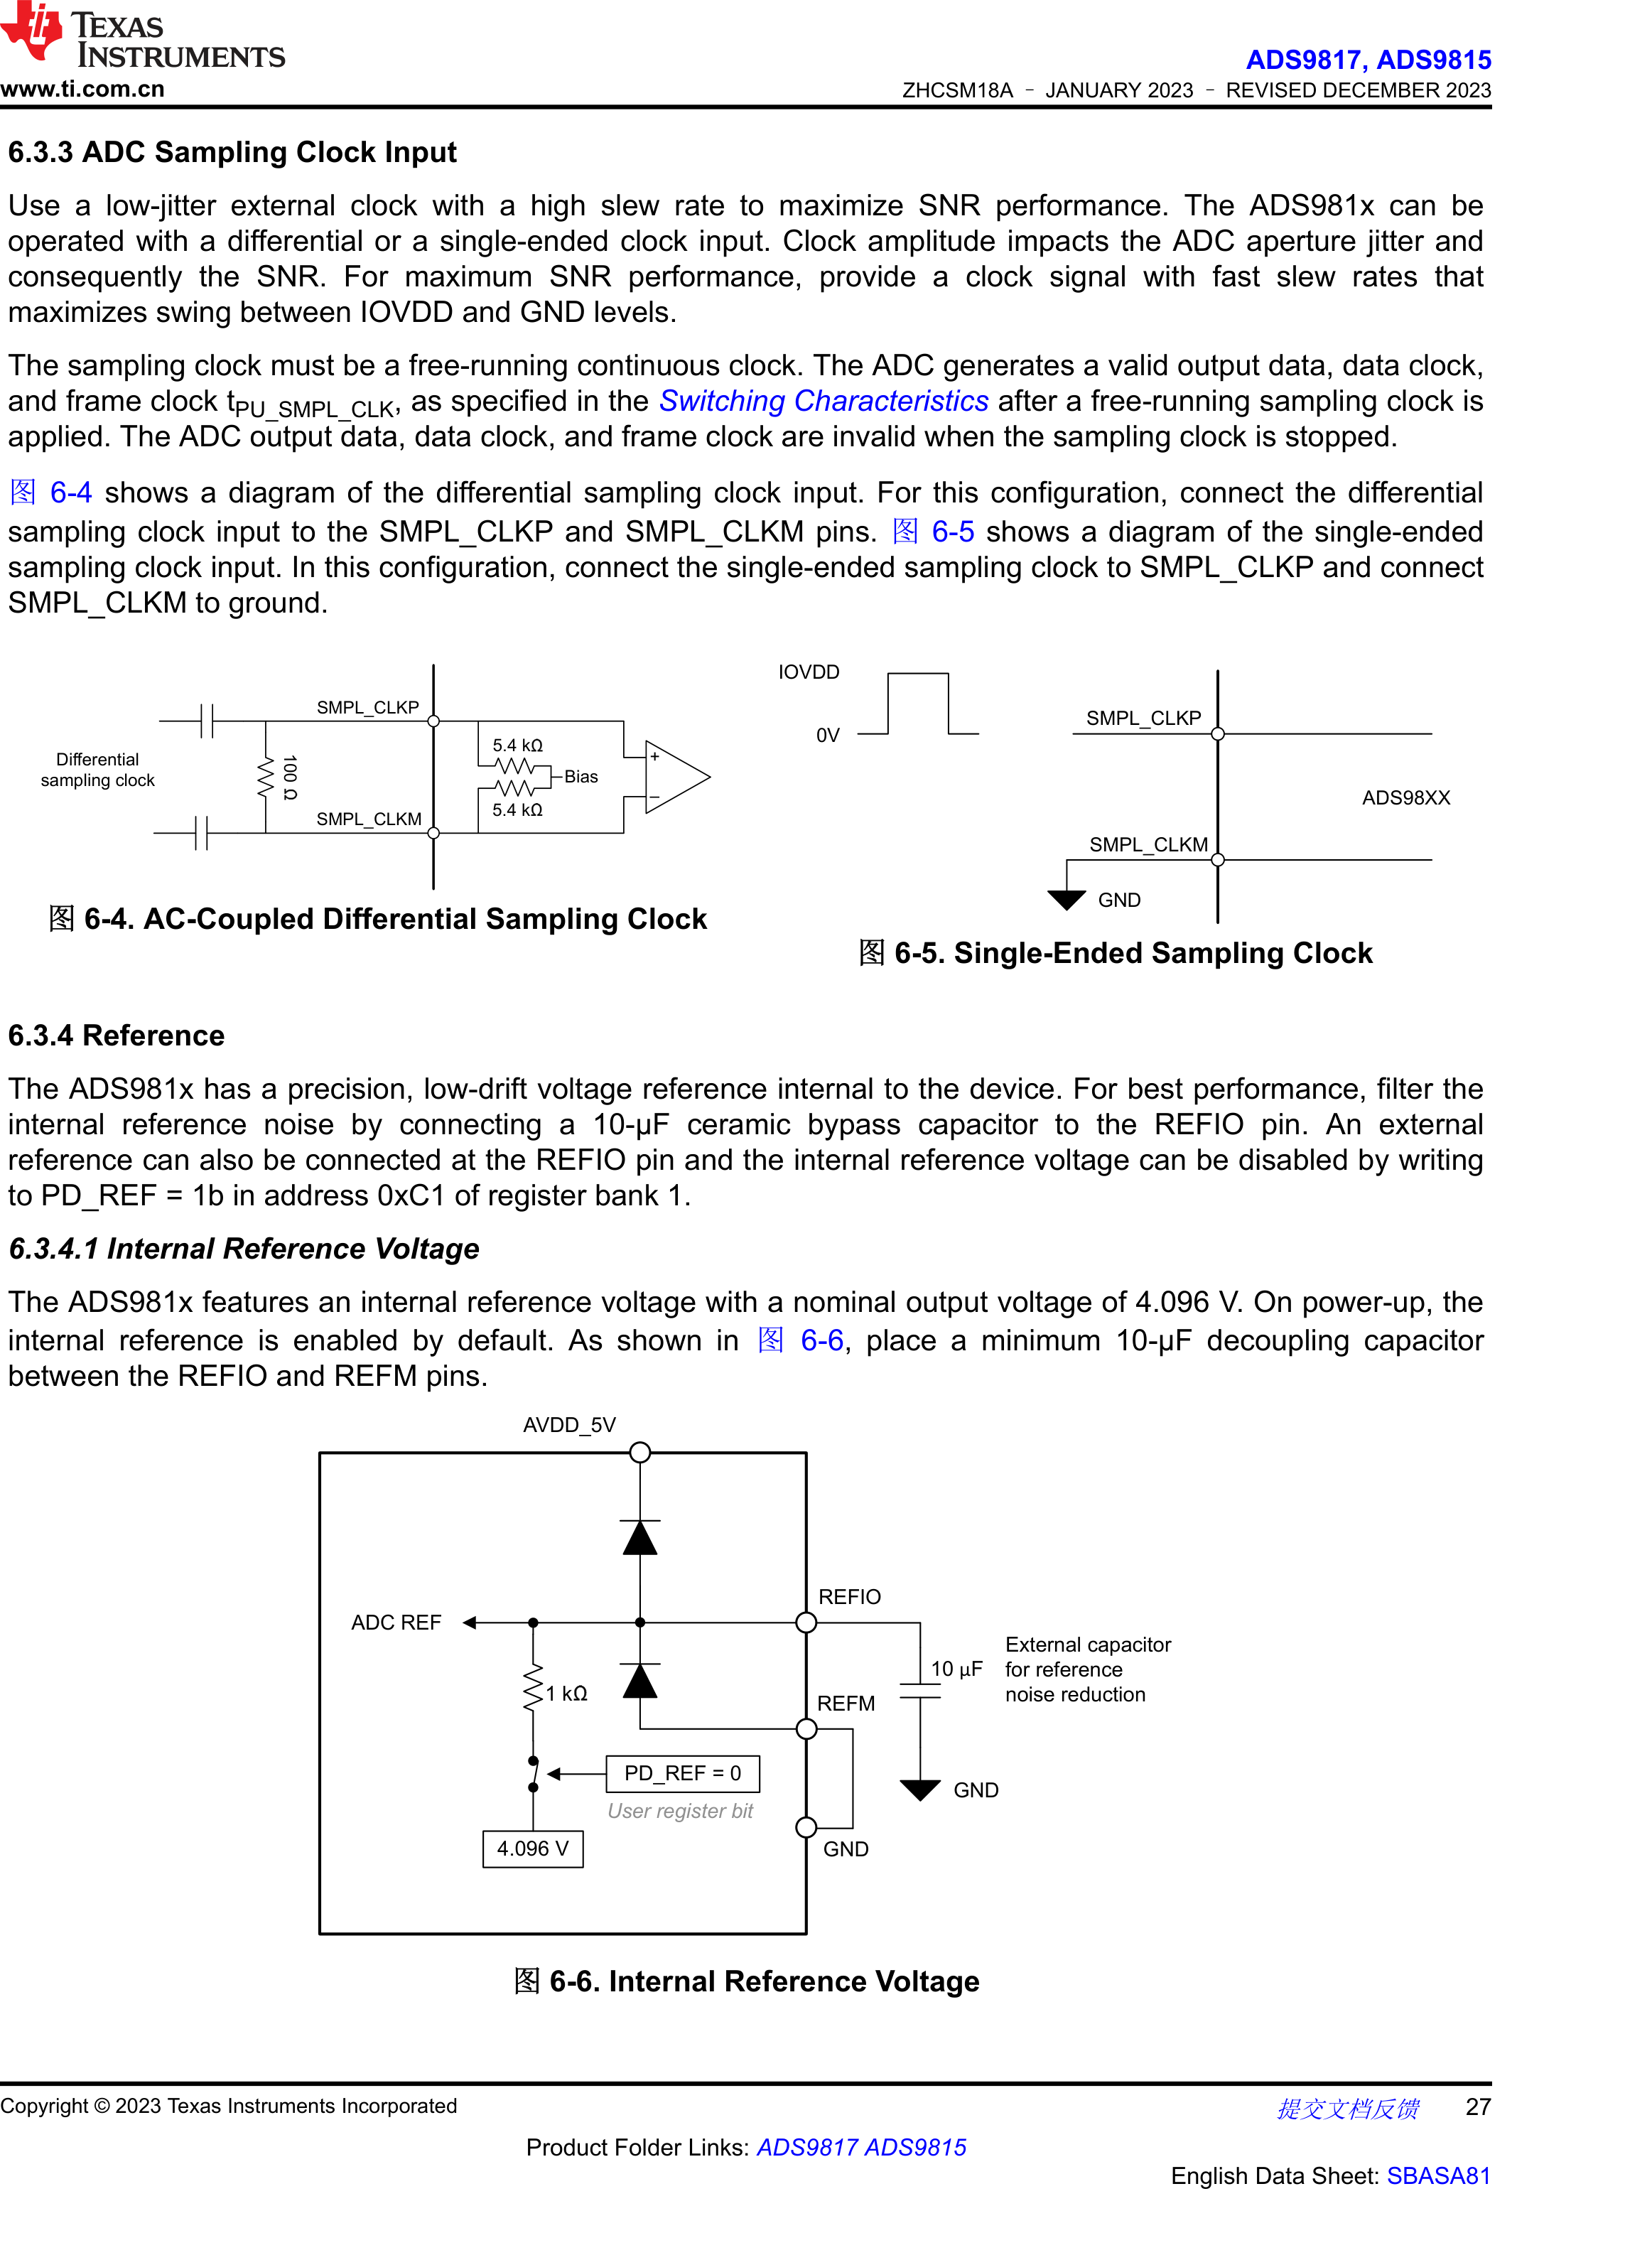 TEXAS
INSTRUMENTS
www.ti.com.cn
ADS9817, ADS9815
ZHCSM18A – JANUARY 2023 – REVISED DECEMBER 2023
6.3.3 ADC Sampling Clock Input
Use a low-jitter external clock with a high slew rate to maximize SNR performance. The ADS981x can be
operated with a differential or a single-ended clock input. Clock amplitude impacts the ADC aperture jitter and
consequently the SNR. For maximum SNR performance, provide a clock signal with fast slew rates that
maximizes swing between IOVDD and GND levels.
The sampling clock must be a free-running continuous clock. The ADC generates a valid output data, data clock,
and frame clock tPU_SMPL_CLK, as specified in the Switching Characteristics after a free-running sampling clock is
applied. The ADC output data, data clock, and frame clock are invalid when the sampling clock is stopped.
图 6-4 shows a diagram of the differential sampling clock input. For this configuration, connect the differential
sampling clock input to the SMPL_CLKP and SMPL_CLKM pins. 图 6-5 shows a diagram of the single-ended
sampling clock input. In this configuration, connect the single-ended sampling clock to SMPL_CLKP and connect
SMPL_CLKM to ground.
SMPL_CLKP
5.4 kΩ
Differential
sampling clock
100 Ω
Bias
+
−
5.4 kΩ
SMPL_CLKM
图 6-4. AC-Coupled Differential Sampling Clock
IOVDD
0V
SMPL_CLKP
ADS98XX
SMPL_CLKM
GND
图 6-5. Single-Ended Sampling Clock
6.3.4 Reference
The ADS981x has a precision, low-drift voltage reference internal to the device. For best performance, filter the
internal reference noise by connecting a 10-μF ceramic bypass capacitor to the REFIO pin. An external
reference can also be connected at the REFIO pin and the internal reference voltage can be disabled by writing
to PD_REF = 1b in address 0xC1 of register bank 1.
6.3.4.1 Internal Reference Voltage
The ADS981x features an internal reference voltage with a nominal output voltage of 4.096 V. On power-up, the
internal reference is enabled by default. As shown in 图 6-6, place a minimum 10-μF decoupling capacitor
between the REFIO and REFM pins.
AVDD_5V
REFIO
ADC REF
External capacitor
for reference
noise reduction
10 μF
1 kΩ
REFM
PD_REF = 0
User register bit
GND
4.096 V
GND
图 6-6. Internal Reference Voltage
Copyright © 2023 Texas Instruments Incorporated
提交文档反馈
27
Product Folder Links: ADS9817 ADS9815
English Data Sheet: SBASA81